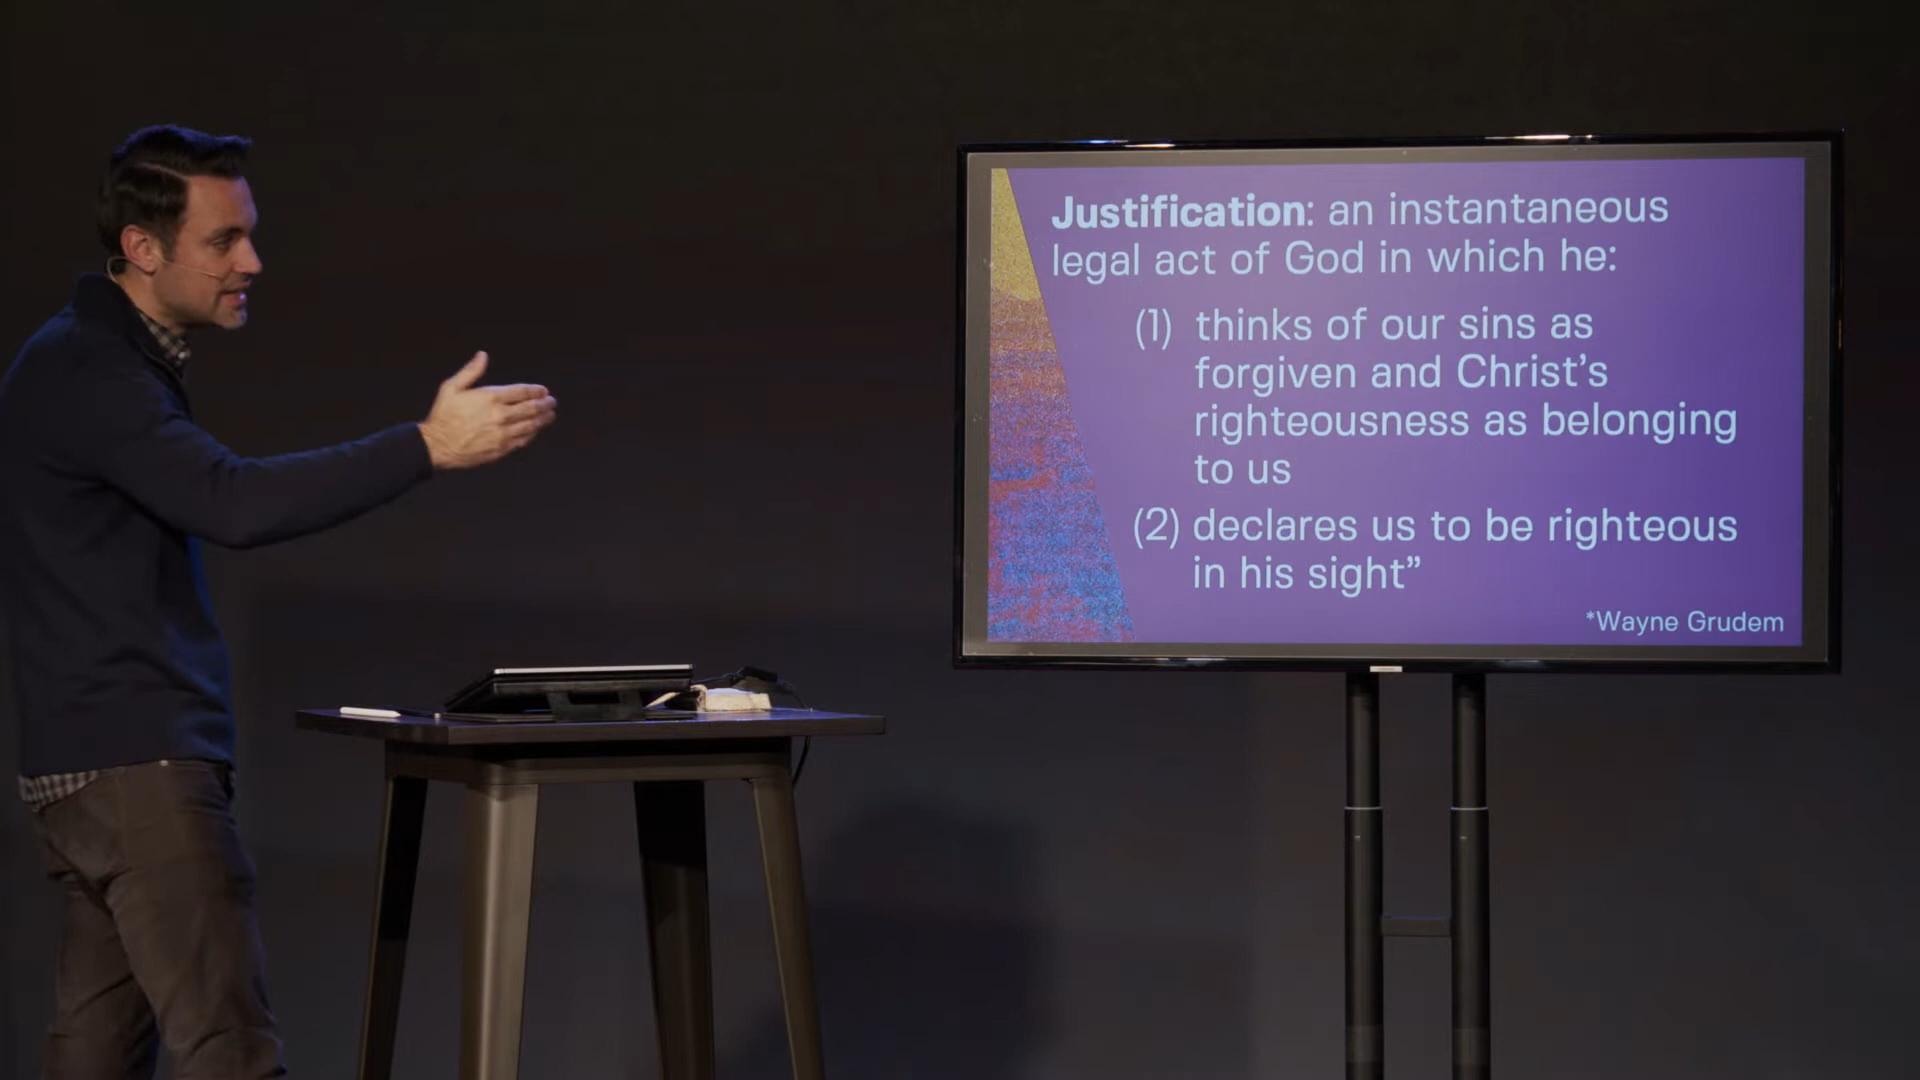 Justification: an instantaneous
legal act of God in which he:
(1) thinks of our sins as
forgiven and Christ’s
righteousness as belonging
to us
(2) declares us to be righteous
in his sight”
*Wayne Grudem